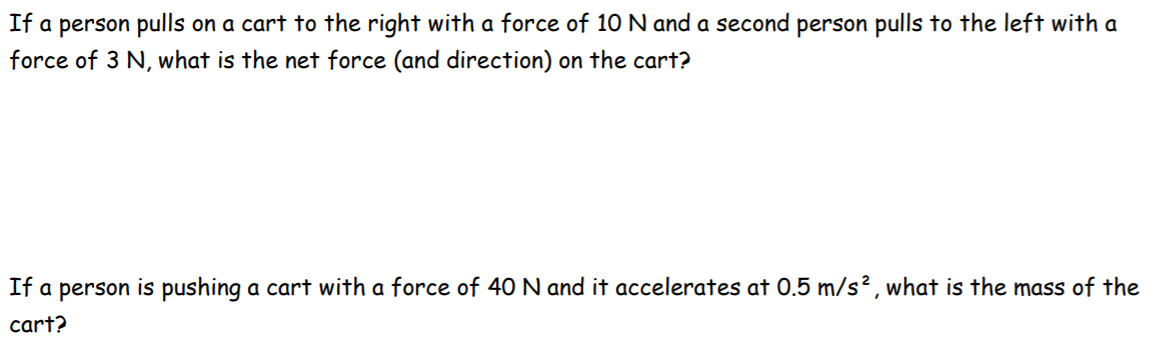 If a person pulls on a cart to the right with a force of 10 N and a second person pulls to the left with a
force of 3 N, what is the net force (and direction) on the cart?
If a person is pushing a cart with a force of 40 N and it accelerates at 0.5 m/s², what is the mass of the
cart?